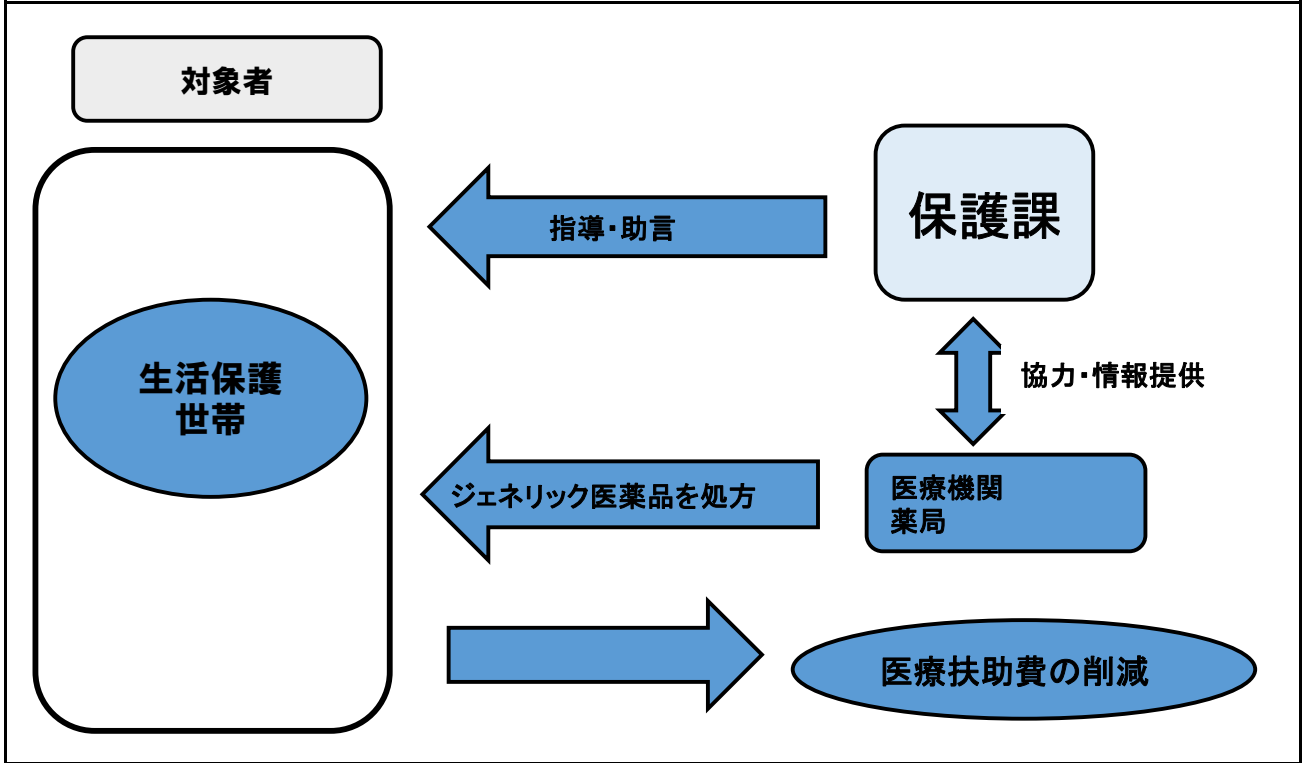 対象者
保護課
指導・助言
生活保護
世帯
協力・情報提供
ジェネリック医薬品を処方
医療機関
薬局
医療扶助費の削減